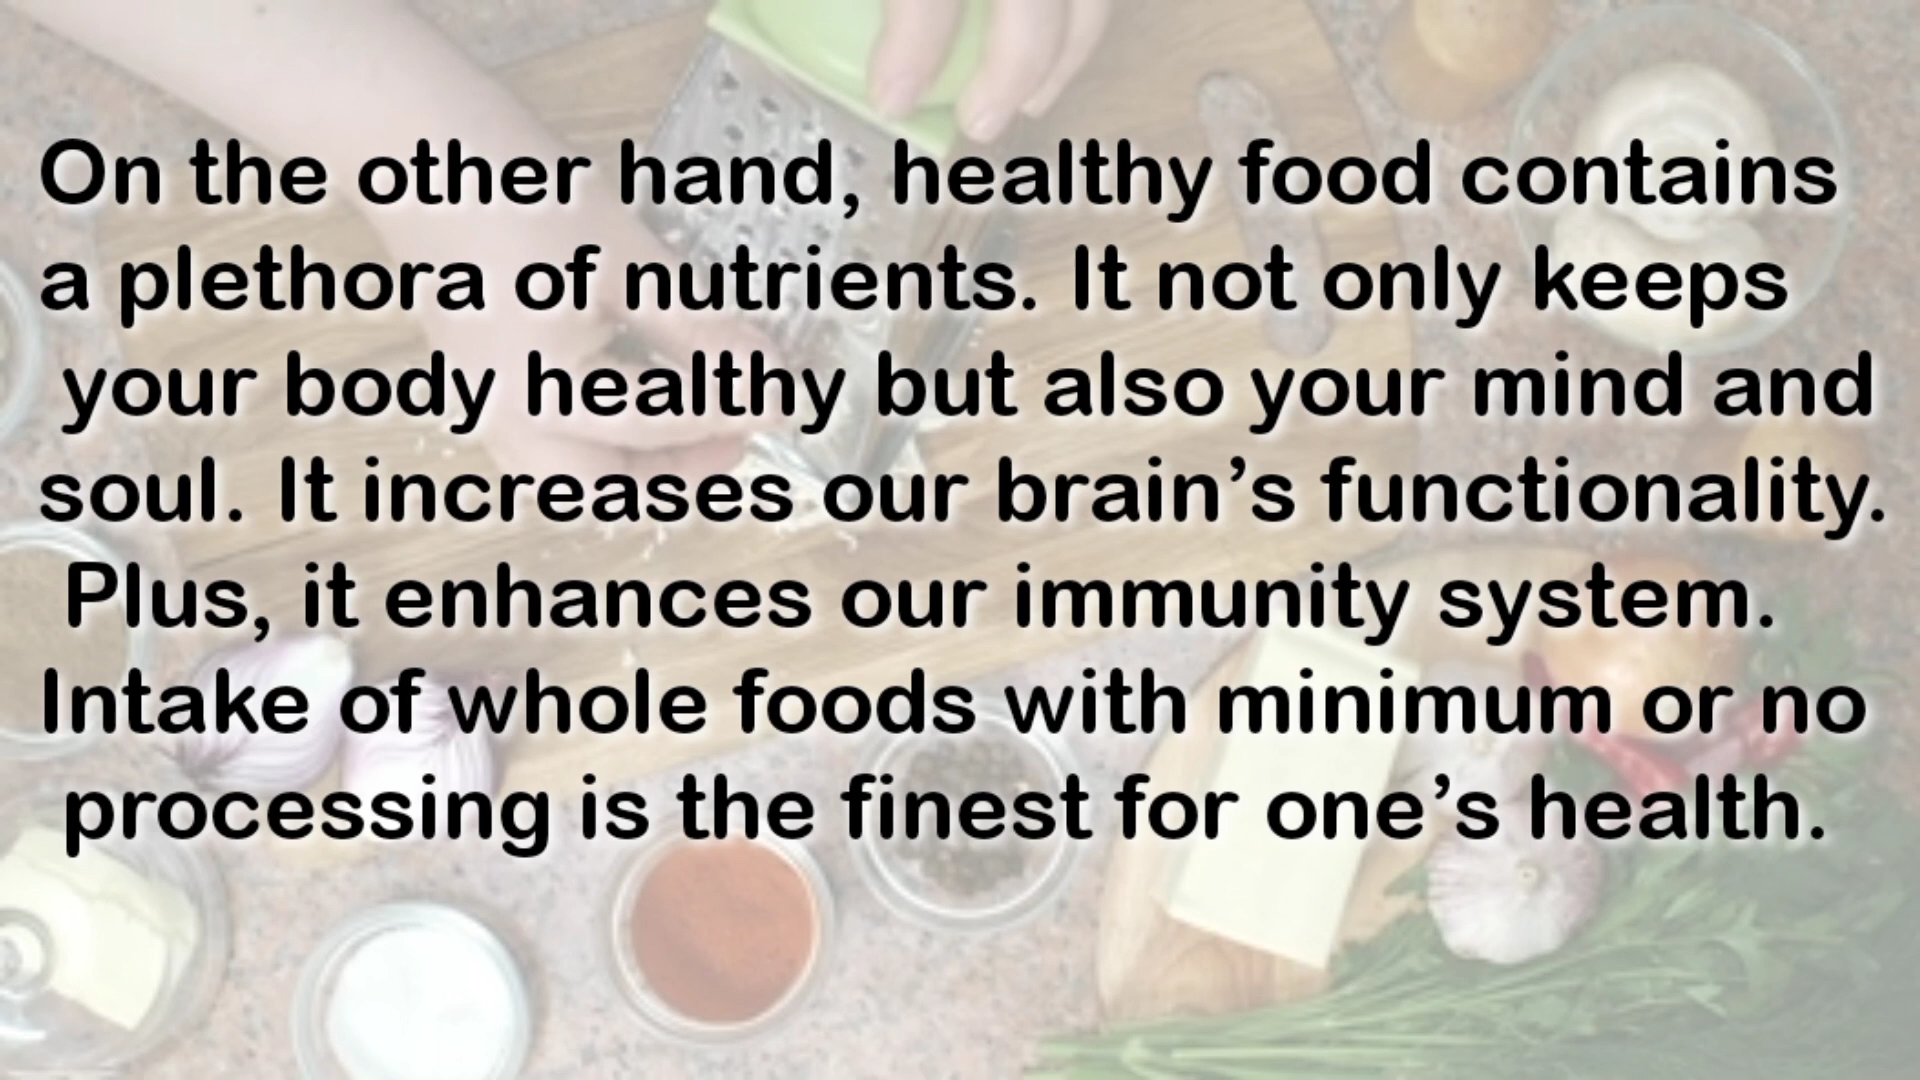 On the other hand, healthy food contains
a plethora of nutrients. It not only keeps
your body healthy but also your mind and
soul. It increases our brain’s functionality.
Plus, it enhances our immunity system.
Intake of whole foods with minimum or no
processing is the finest for one’s health.